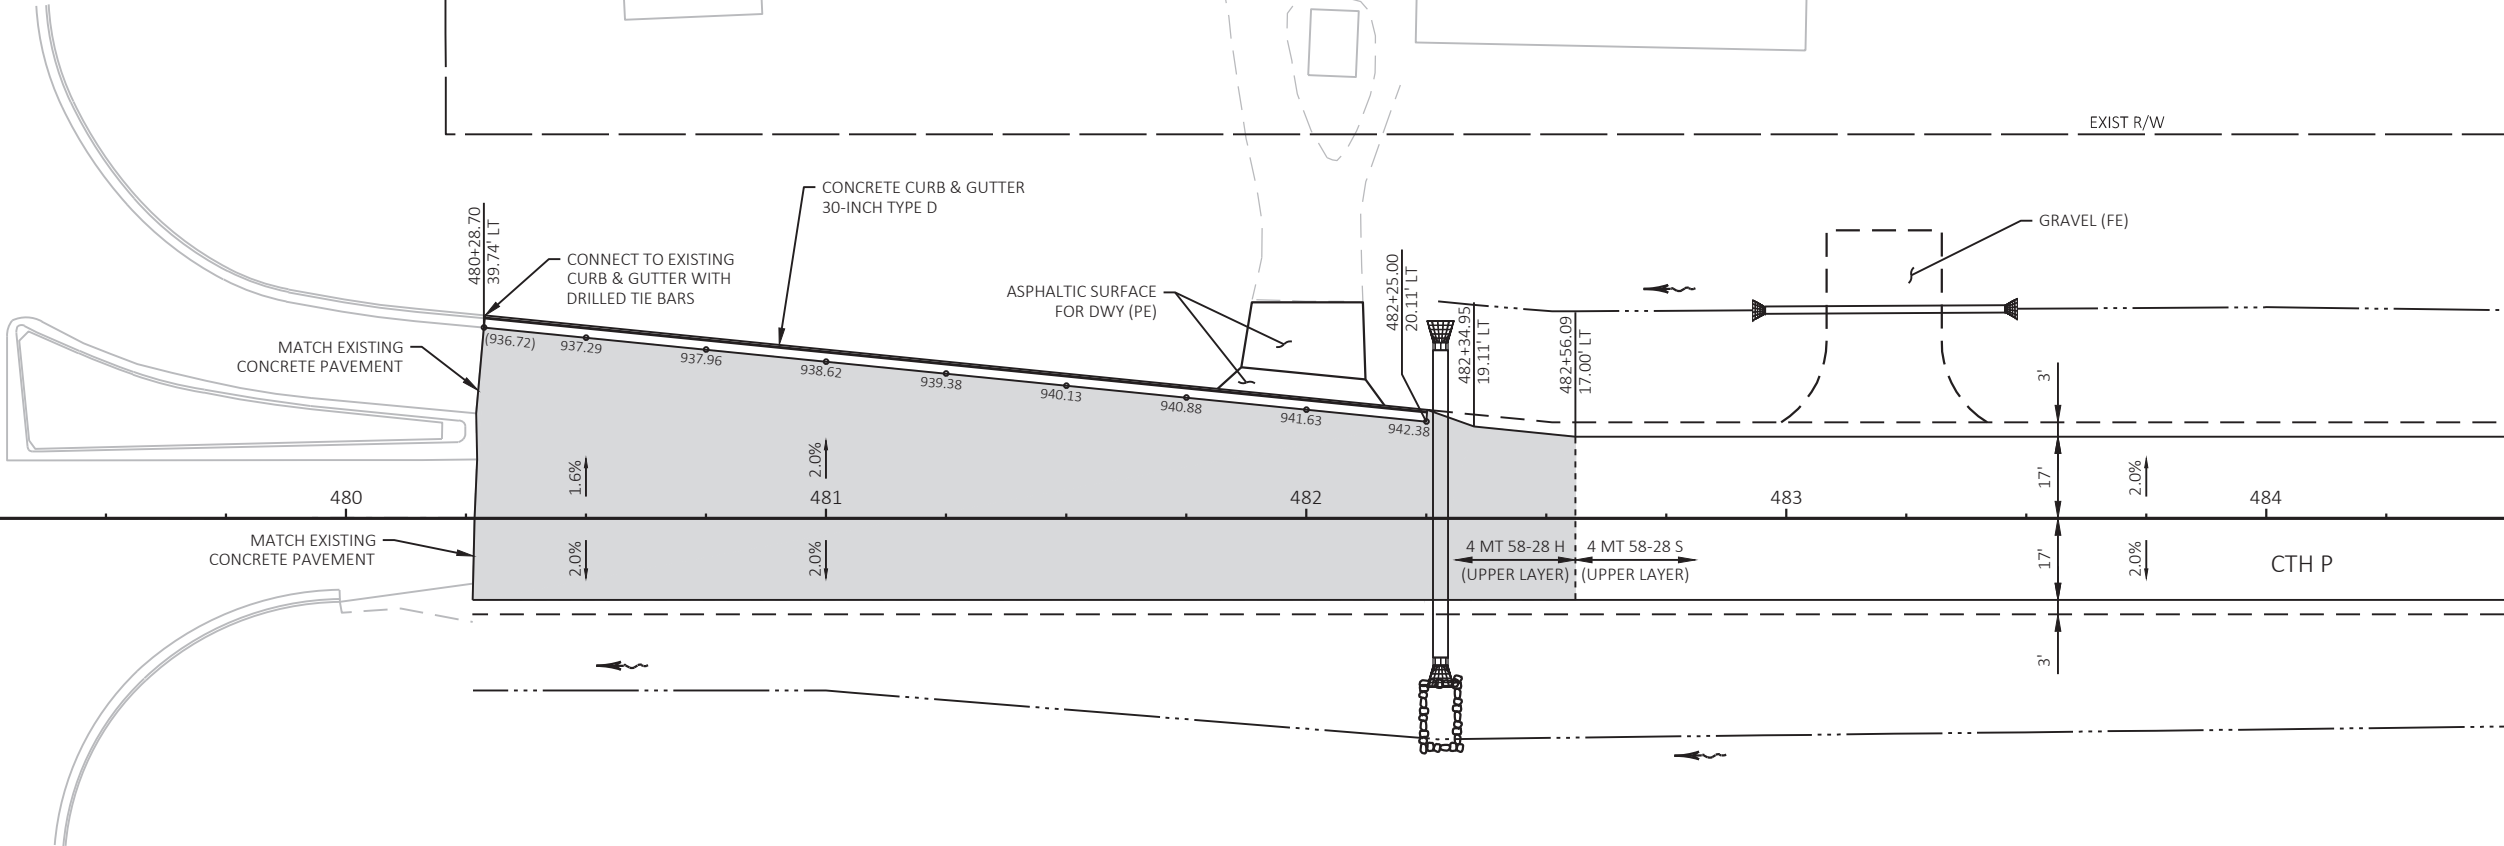 EXIST R/W
CONCRETE CURB & GUTTER
30-INCH TYPE D
480+28.70
39.74' LT
CONNECT TO EXISTING
CURB & GUTTER WITH
DRILLED TIE BARS
GRAVEL (FE)
ASPHALTIC SURFACE
FOR DWY (PE)
482+25.00
20.11' LT
482+34.95
19.11' LT
482+56.09
17.00' LT
MATCH EXISTING
CONCRETE PAVEMENT
(936.72)
937.29
937.96
938.62
939.38
940.13
940.88
941.63
942.38
3'
1.6%
2.0%
17'
2.0%
480
481
482
483
484
MATCH EXISTING
CONCRETE PAVEMENT
2.0%
2.0%
4 MT 58-28 H
(UPPER LAYER)
4 MT 58-28 S
(UPPER LAYER)
17'
2.0%
CTH P
3'